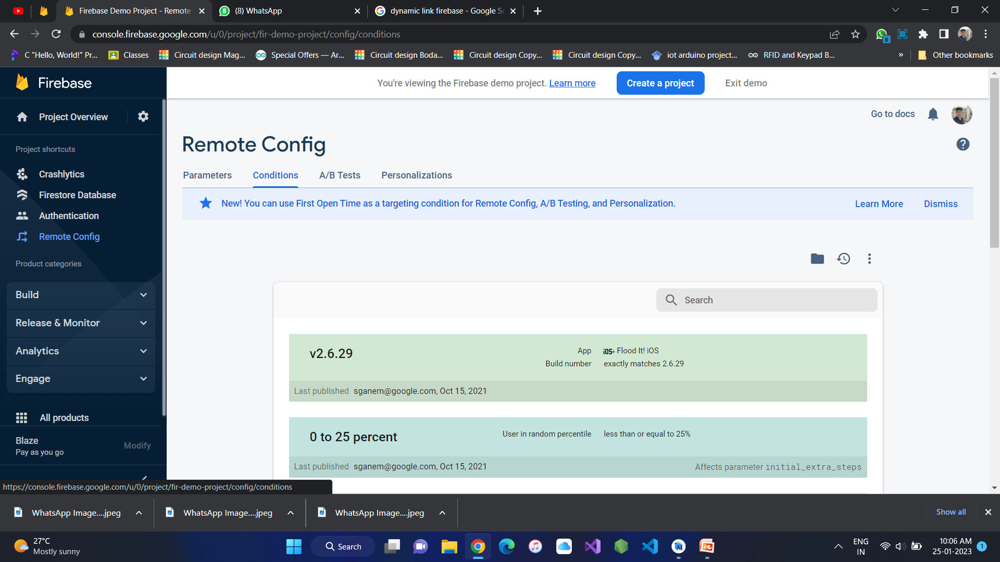 Firebase Demo Project - Remote
(8) WhatsApp
dynamic link firebase - Google Se
console.firebase.google.com/u/0/project/fir-demo-project/config/conditions
8
C "Hello, World!" Pr...
Classes
Circuit design Mag...
Special Offers — Ar...
Circuit design Boda...
Circuit design Copy...
Circuit design Copy...
iot arduino project...
RFID and Keypad B...
»
Other bookmarks
Firebase
You're viewing the Firebase demo project. Learn more
Create a project
Exit demo
Project Overview
Go to docs
Project shortcuts
Remote Config
Crashlytics
Firestore Database
Authentication
Remote Config
Parameters
Conditions
A/B Tests
Personalizations
New! You can use First Open Time as a targeting condition for Remote Config, A/B Testing, and Personalization.
Learn More
Dismiss
Product categories
Build
Release & Monitor
Analytics
Engage
All products
Blaze
Pay as you go
Modify
Search
v2.6.29
App
iOS+ Flood It! iOS
Build number
exactly matches 2.6.29
Last published sganem@google.com, Oct 15, 2021
0 to 25 percent
User in random percentile
less than or equal to 25%
Last published sganem@google.com, Oct 15, 2021
Affects parameter initial_extra_steps
https://console.firebase.google.com/u/0/project/fir-demo-project/config/conditions
WhatsApp Image....jpeg
WhatsApp Image....jpeg
WhatsApp Image....jpeg
Show all
27°C
Mostly sunny
Search
ENG
IN
10:06 AM
25-01-2023
1